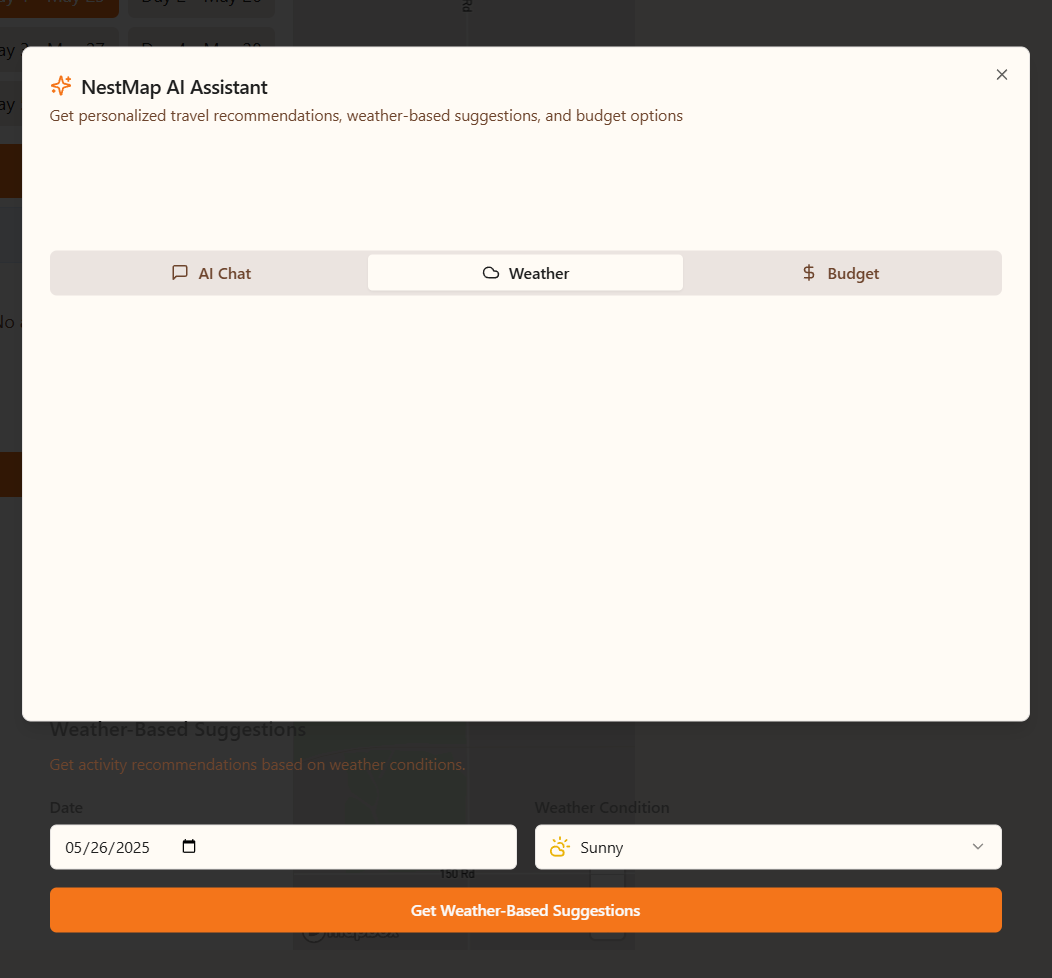 NestMap AI Assistant
Get personalized travel recommendations, weather-based suggestions, and budget options
AI Chat
Weather
Budget
Weather-Based Suggestions
Get activity recommendations based on weather conditions.
Date
Weather Condition
05/26/2025
Sunny
150 Rd
Get Weather-Based Suggestions